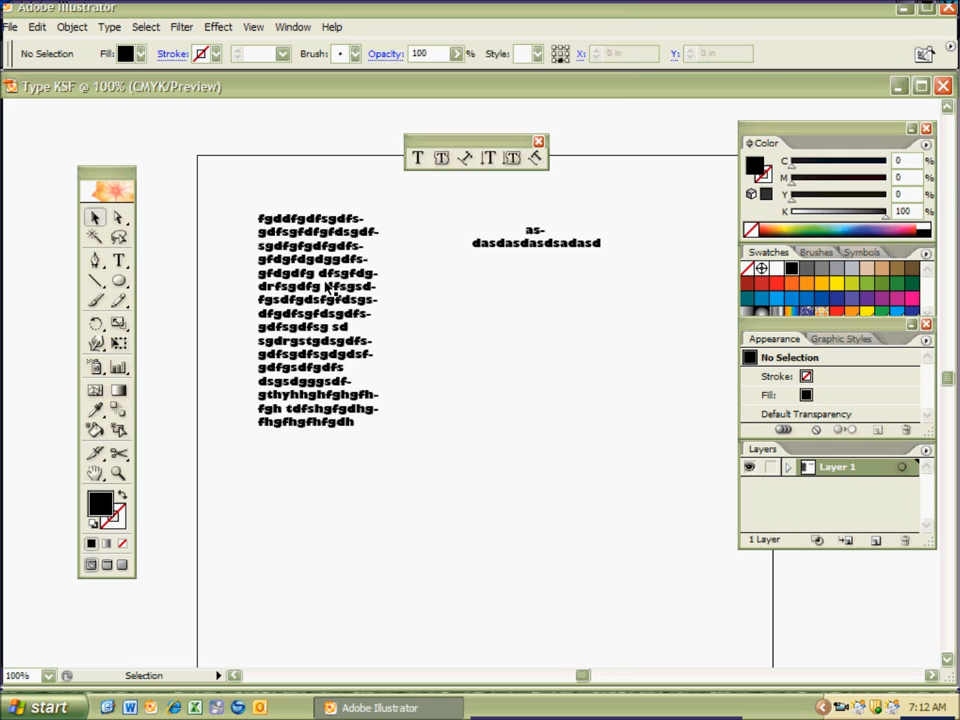 Adobe Illustrator
File Edit Object Type Select Filter Effect View Window Help
No Selection Fill: Stroke: Brush: Opacity: 100 % Style: X: 0 in Y: 0 in
Type KSF @ 100% (CMYK/Preview)
T T T T T T
Color
C 0 %
M 0 %
Y 0 %
K 100 %
Swatches Brushes Symbols
Appearance Graphic Styles
No Selection
Stroke:
Fill:
Default Transparency
Layers
Layer 1
1 Layer
fgddfgdfsgdfs-
gdfsgfdfgfdsgdf-
sgdfgfgdfgdfs-
gfdgfdgdggdfs-
gfdgdfg dfsgfdg-
fgsdfgdsfgfdsgs-
dfgdfsgfdsgdfs-
gdfsgdfsg sd
sgdrgstgdsgdfs-
gdfsgdfsgdgdsf-
gdfgsdfgdfs
dsgsdgggsdf-
gthyhhghfghgfh-
fgh tdfshgfgdhg-
fhgfhgfhfgdh
as-
dasdasdasdsadasd
100% Selection
start Adobe Illustrator 7:12 AM